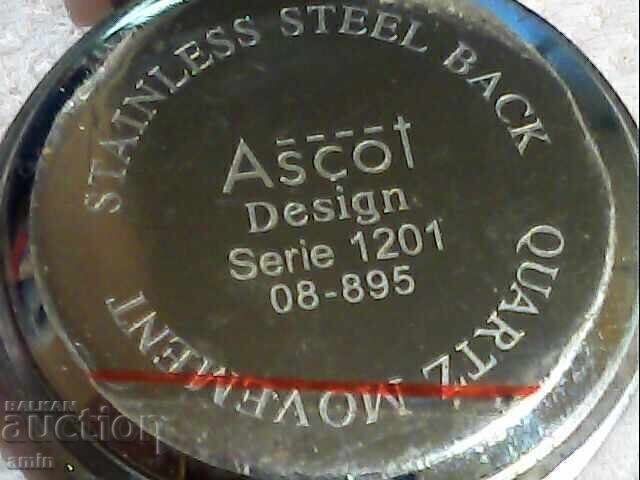 STAINLESS STEEL BACK
Ascot
Design
Serie 1201
08-895
QUARTZ MOVEMENT
BALKAN
auction
amin